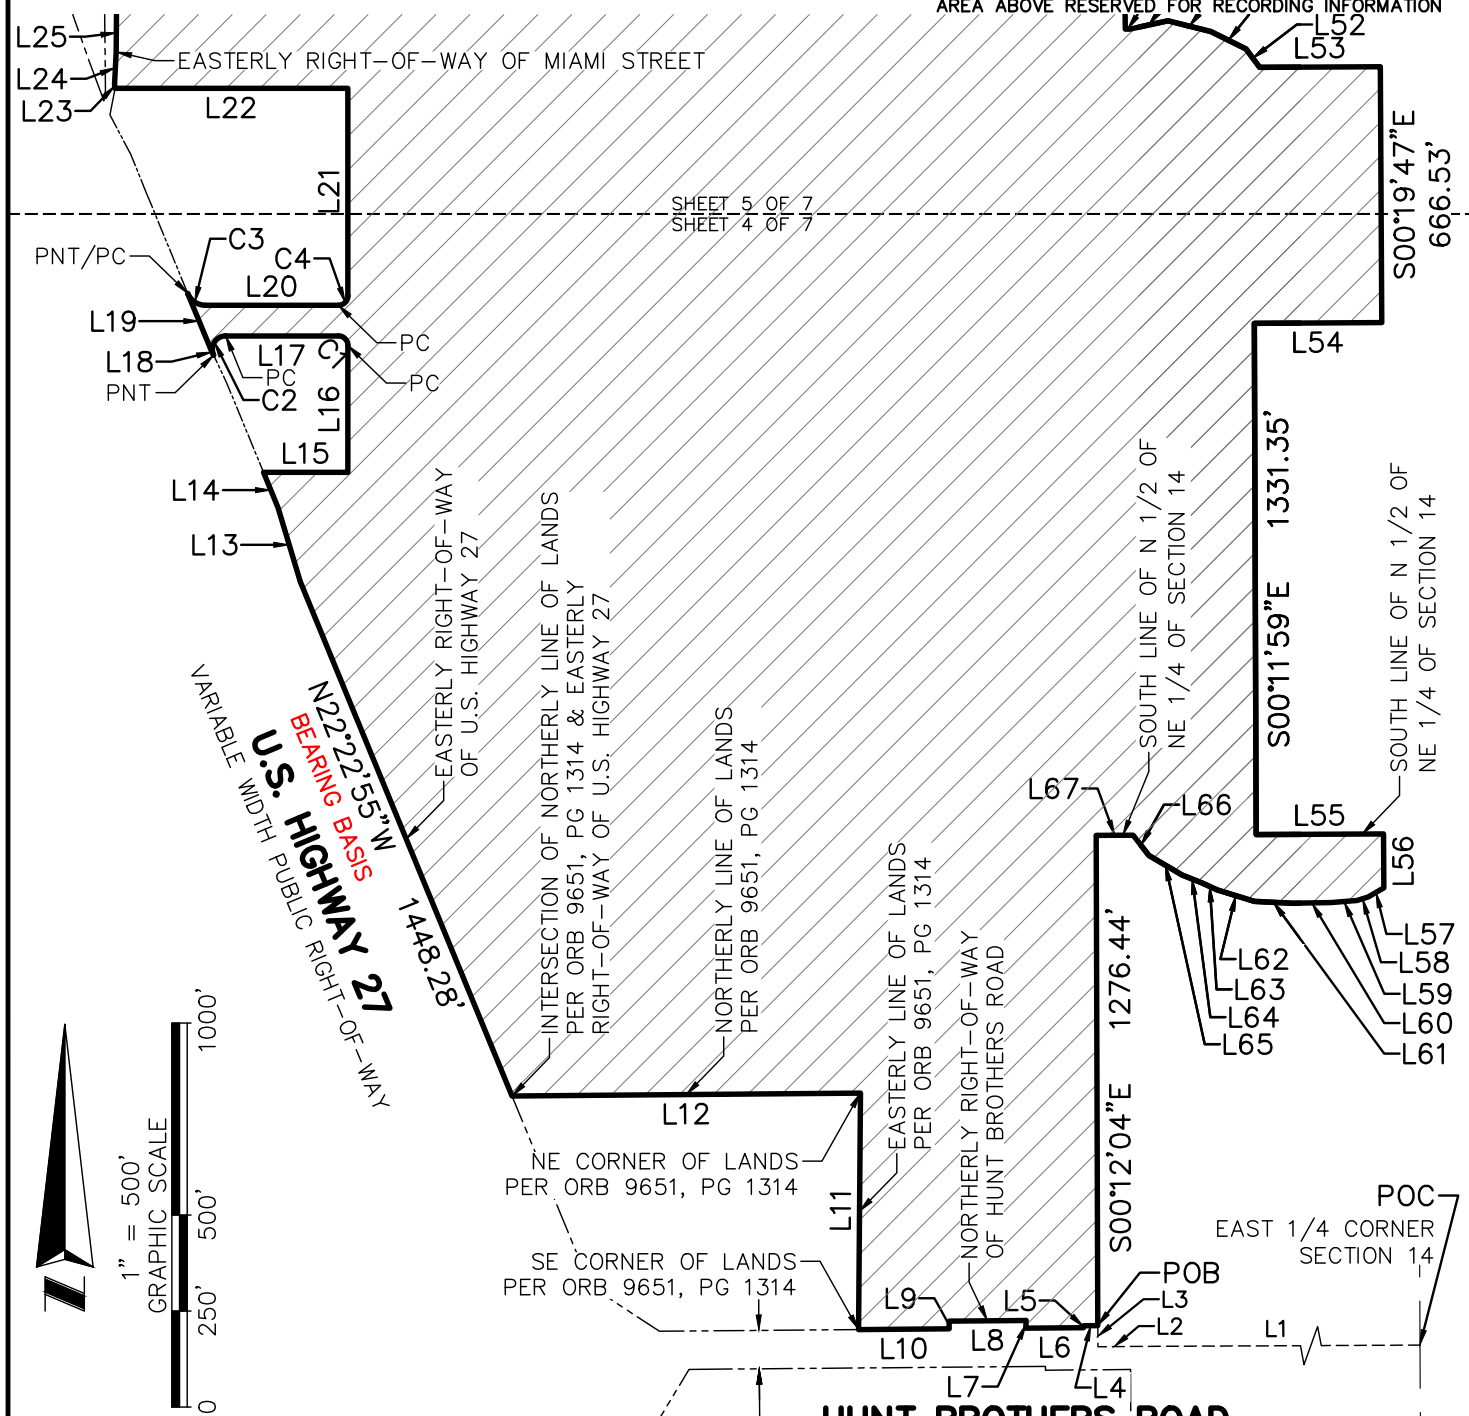 AREA ABOVE RESERVED FOR RECORDING INFORMATION
L25
L24
L23
EASTERLY RIGHT-OF-WAY OF MIAMI STREET
L22
L52
L53
S00°19'47"E
666.53'
L21
SHEET 5 OF 7
SHEET 4 OF 7
PNT/PC
C3
C4
L20
L19
L18
PNT
L17
PC
C2
C1
PC
PC
L16
L15
L14
L13
L54
EASTERLY RIGHT-OF-WAY
OF U.S. HIGHWAY 27
INTERSECTION OF NORTHERLY LINE OF LANDS
PER ORB 9651, PG 1314 & EASTERLY
RIGHT-OF-WAY OF U.S. HIGHWAY 27
NORTHERLY LINE OF LANDS
PER ORB 9651, PG 1314
S00°11'59"E
1331.35'
SOUTH LINE OF N 1/2 OF
NE 1/4 OF SECTION 14
SOUTH LINE OF N 1/2 OF
NE 1/4 OF SECTION 14
N22°22'55"W
1448.28'
BEARING BASIS
U.S. HIGHWAY 27
VARIABLE WIDTH PUBLIC RIGHT-OF-WAY
L67
L66
L55
L56
L57
L58
L59
L60
L61
L62
L63
L64
L65
EASTERLY LINE OF LANDS
PER ORB 9651, PG 1314
NORTHERLY RIGHT-OF-WAY
OF HUNT BROTHERS ROAD
S00°12'04"E
1276.44'
L12
NE CORNER OF LANDS
PER ORB 9651, PG 1314
L11
SE CORNER OF LANDS
PER ORB 9651, PG 1314
1" = 500'
GRAPHIC SCALE
0
250'
500'
1000'
N
POC
EAST 1/4 CORNER
SECTION 14
POB
L3
L2
L1
L9
L5
L10
L8
L6
L7
L4
HUNT BROTHERS ROAD